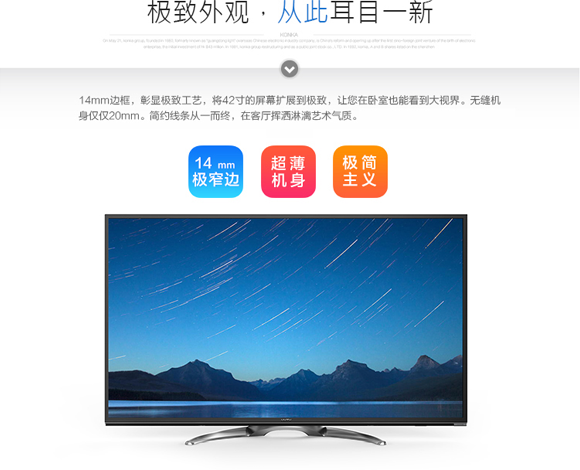 极致外观，从此耳目一新
KONKA
14mm边框，彰显极致工艺，将42寸的屏幕扩展到极致，让您在卧室也能看到大视界。无缝机
身仅仅20mm。简约线条从一而终，在客厅挥洒淋漓艺术气质。
14 mm
极窄边
超薄
机身
极简
主义